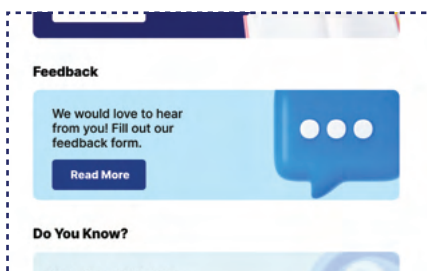 Feedback
We would love to hear
from you! Fill out our
feedback form.
Read More
Do You Know?